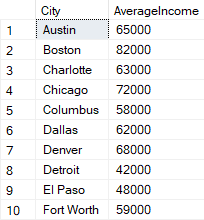 City AverageIncome
1 Austin 65000
2 Boston 82000
3 Charlotte 63000
4 Chicago 72000
5 Columbus 58000
6 Dallas 62000
7 Denver 68000
8 Detroit 42000
9 El Paso 48000
10 Fort Worth 59000